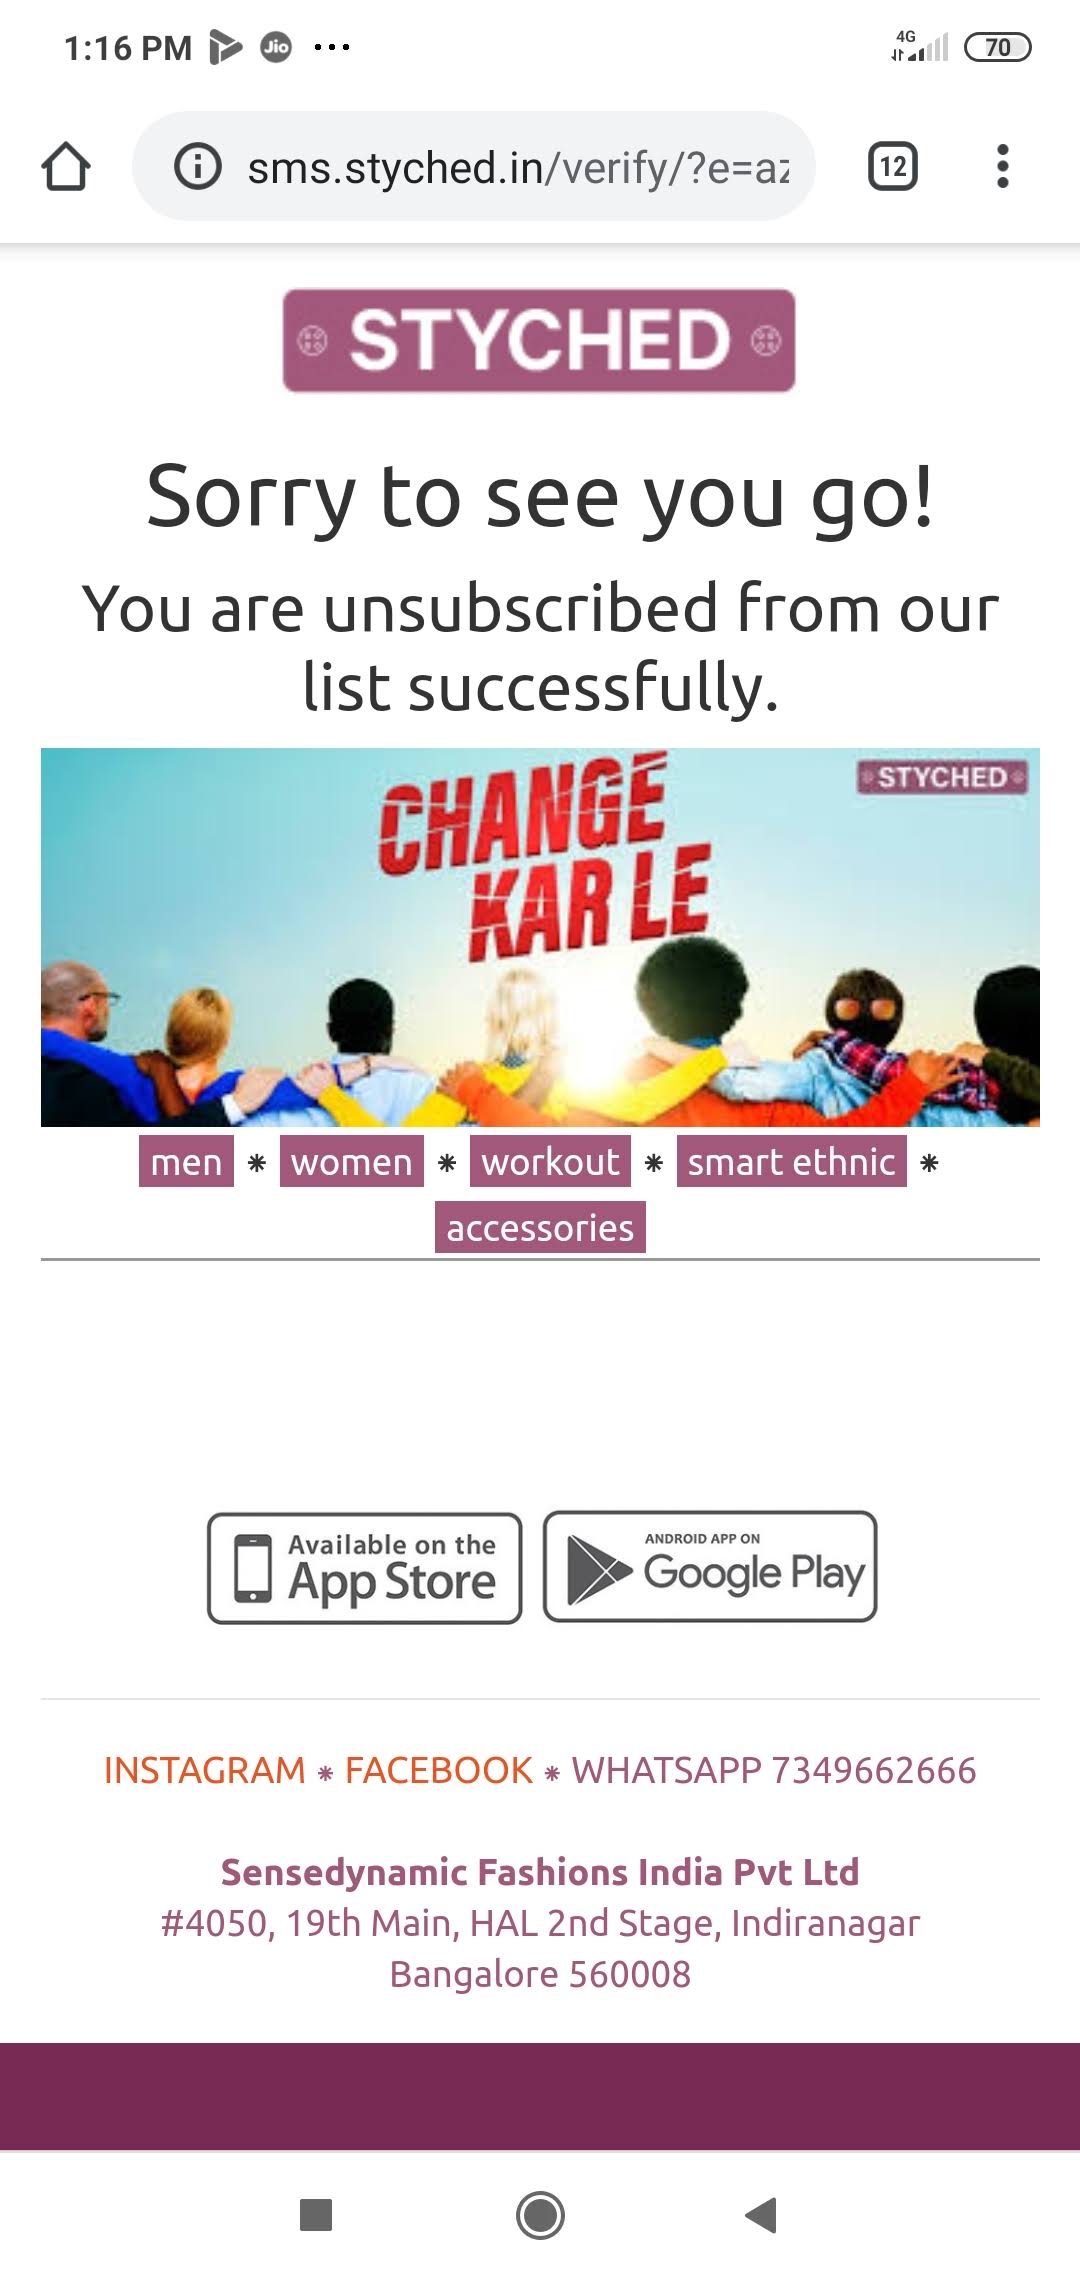 1:16 PM Jio ...
4G 70
sms.styched.in/verify/?e=az
12
STYCHED
Sorry to see you go!
You are unsubscribed from our
list successfully.
CHANGE
KAR LE
STYCHED
men * women * workout * smart ethnic *
accessories
Available on the
App Store
ANDROID APP ON
Google Play
INSTAGRAM * FACEBOOK * WHATSAPP 7349662666
Sensedynamic Fashions India Pvt Ltd
#4050, 19th Main, HAL 2nd Stage, Indiranagar
Bangalore 560008